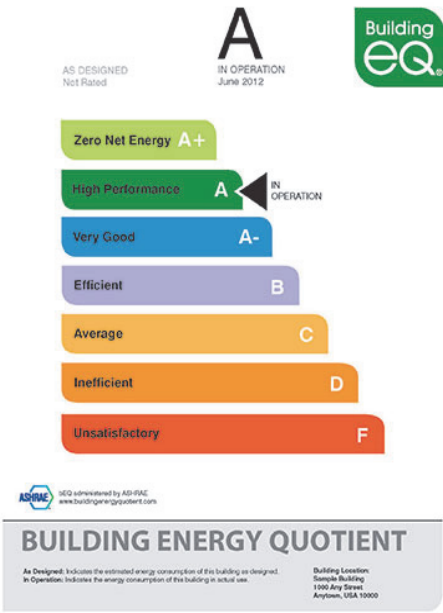 A
Building
eQ®
AS DESIGNED
Not Rated
IN OPERATION
June 2012
Zero Net Energy A+
High Performance A
IN
OPERATION
Very Good A-
Efficient B
Average C
Inefficient D
Unsatisfactory F
ASHRAE
bEQ administered by ASHRAE
www.buildingenergyquotient.com
BUILDING ENERGY QUOTIENT
As Designed: Indicates the estimated energy consumption of this building as designed.
In Operation: Indicates the energy consumption of this building in actual use.
Building Location:
Sample Building
1000 Any Street
Anytown, USA 10000